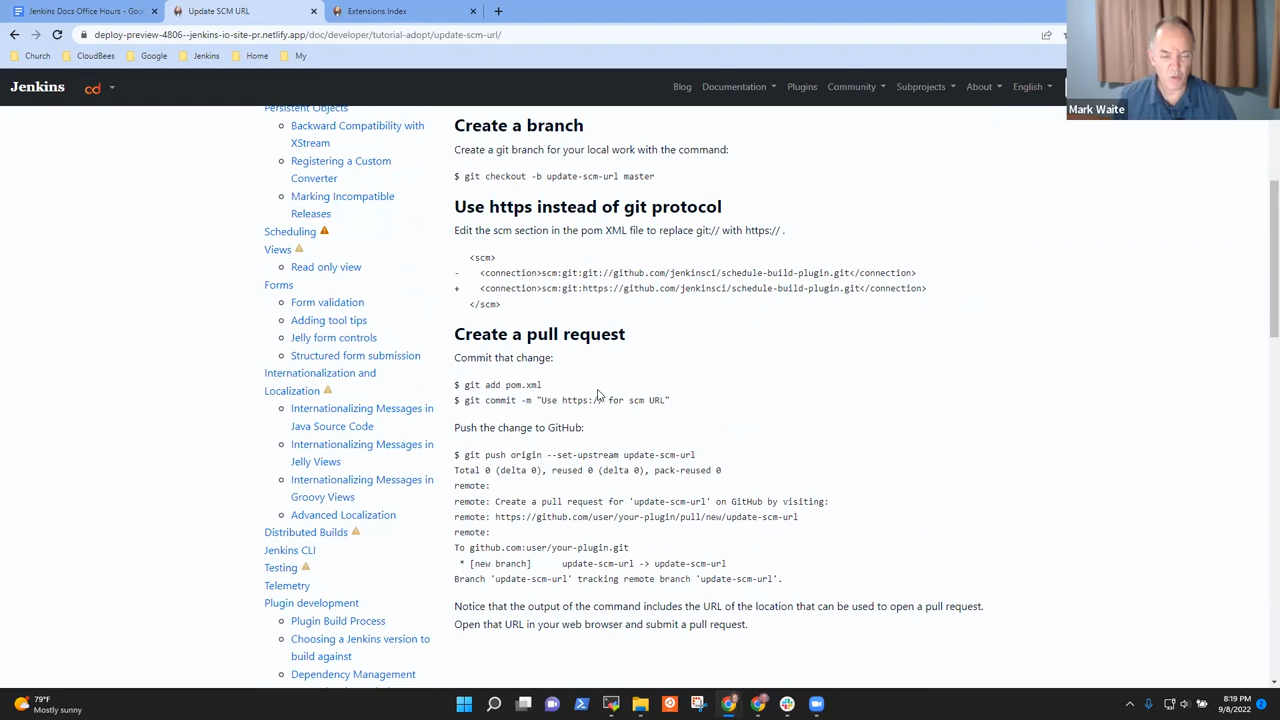 Jenkins Docs Office Hours - Goo
Update SCM URL
Extensions Index
deploy-preview-4806--jenkins-io-site-pr.netlify.app/doc/developer/tutorial-adopt/update-scm-url/
Church
CloudBees
Google
Jenkins
Home
My
Mark Waite
Jenkins
cd
Blog
Documentation
Plugins
Community
Subprojects
About
English
Persistent Objects
Backward Compatibility with
XStream
Registering a Custom
Converter
Marking Incompatible
Releases
Scheduling
Views
Read only view
Forms
Form validation
Adding tool tips
Jelly form controls
Structured form submission
Internationalization and
Localization
Internationalizing Messages in
Java Source Code
Internationalizing Messages in
Jelly Views
Internationalizing Messages in
Groovy Views
Advanced Localization
Distributed Builds
Jenkins CLI
Testing
Telemetry
Plugin development
Plugin Build Process
Choosing a Jenkins version to
build against
Dependency Management
Create a branch
Create a git branch for your local work with the command:
$ git checkout -b update-scm-url master
Use https instead of git protocol
Edit the scm section in the pom XML file to replace git:// with https:// .
<scm>
- <connection>scm:git:git://github.com/jenkinsci/schedule-build-plugin.git</connection>
+ <connection>scm:git:https://github.com/jenkinsci/schedule-build-plugin.git</connection>
</scm>
Create a pull request
Commit that change:
$ git add pom.xml
$ git commit -m "Use https:// for scm URL"
Push the change to GitHub:
$ git push origin --set-upstream update-scm-url
Total 0 (delta 0), reused 0 (delta 0), pack-reused 0
remote:
remote: Create a pull request for 'update-scm-url' on GitHub by visiting:
remote: https://github.com/user/your-plugin/pull/new/update-scm-url
remote:
To github.com:user/your-plugin.git
* [new branch] update-scm-url -> update-scm-url
Branch 'update-scm-url' tracking remote branch 'update-scm-url'.
Notice that the output of the command includes the URL of the location that can be used to open a pull request.
Open that URL in your web browser and submit a pull request.
79°F
Mostly sunny
8:19 PM
9/8/2022